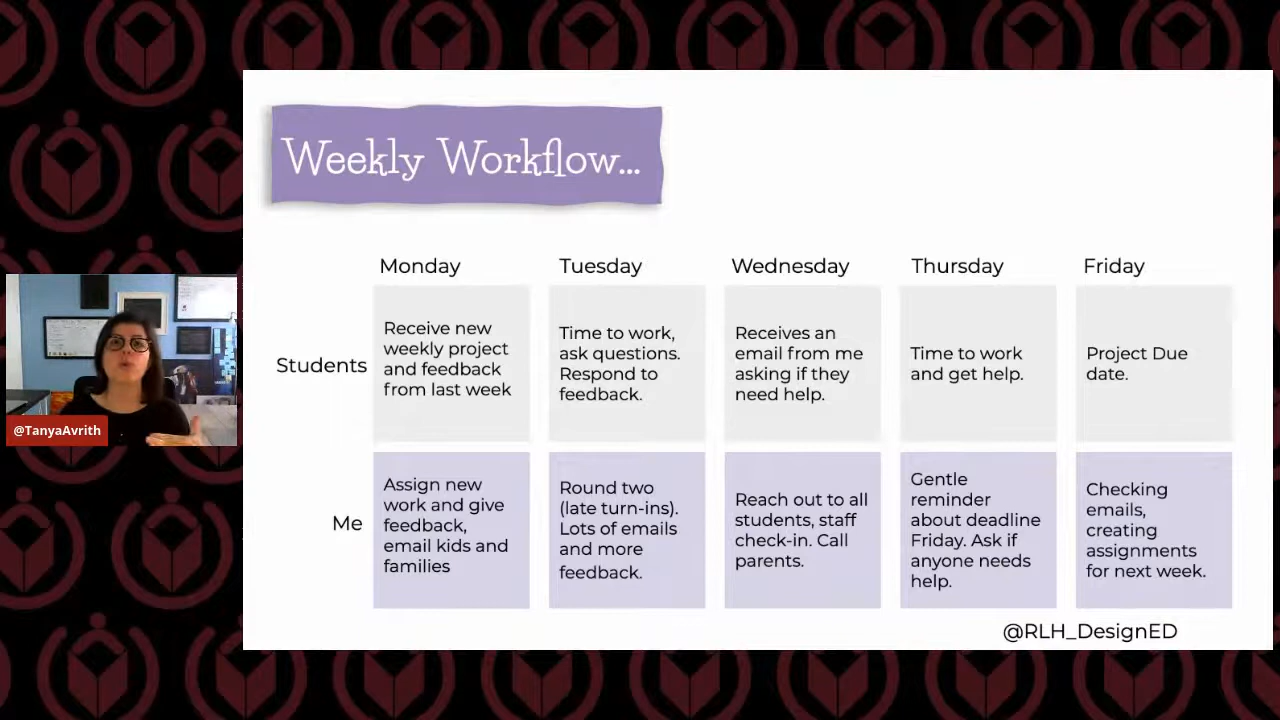 Weekly Workflow...
Monday
Tuesday
Wednesday
Thursday
Friday
Students
Receive new
weekly project
and feedback
from last week
Time to work,
ask questions.
Respond to
feedback.
Receives an
email from me
asking if they
need help.
Time to work
and get help.
Project Due
date.
Me
Assign new
work and give
feedback,
email kids and
families
Round two
(late turn-ins).
Lots of emails
and more
feedback.
Reach out to all
students, staff
check-in. Call
parents.
Gentle
reminder
about deadline
Friday. Ask if
anyone needs
help.
Checking
emails,
creating
assignments
for next week.
@RLH_DesignED
@TanyaAvrith